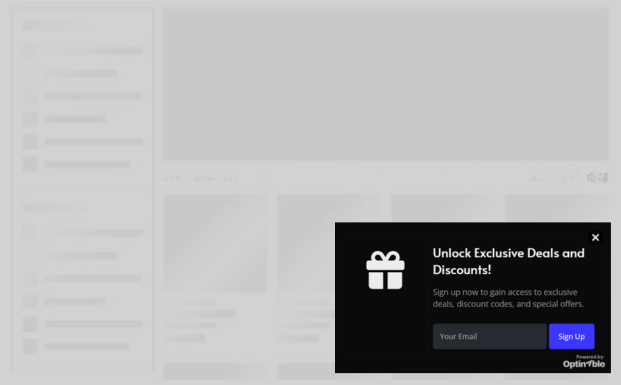 Unlock Exclusive Deals and
Discounts!
Sign up now to gain access to exclusive
deals, discount codes, and special offers.
Your Email
Sign Up
Powered by: